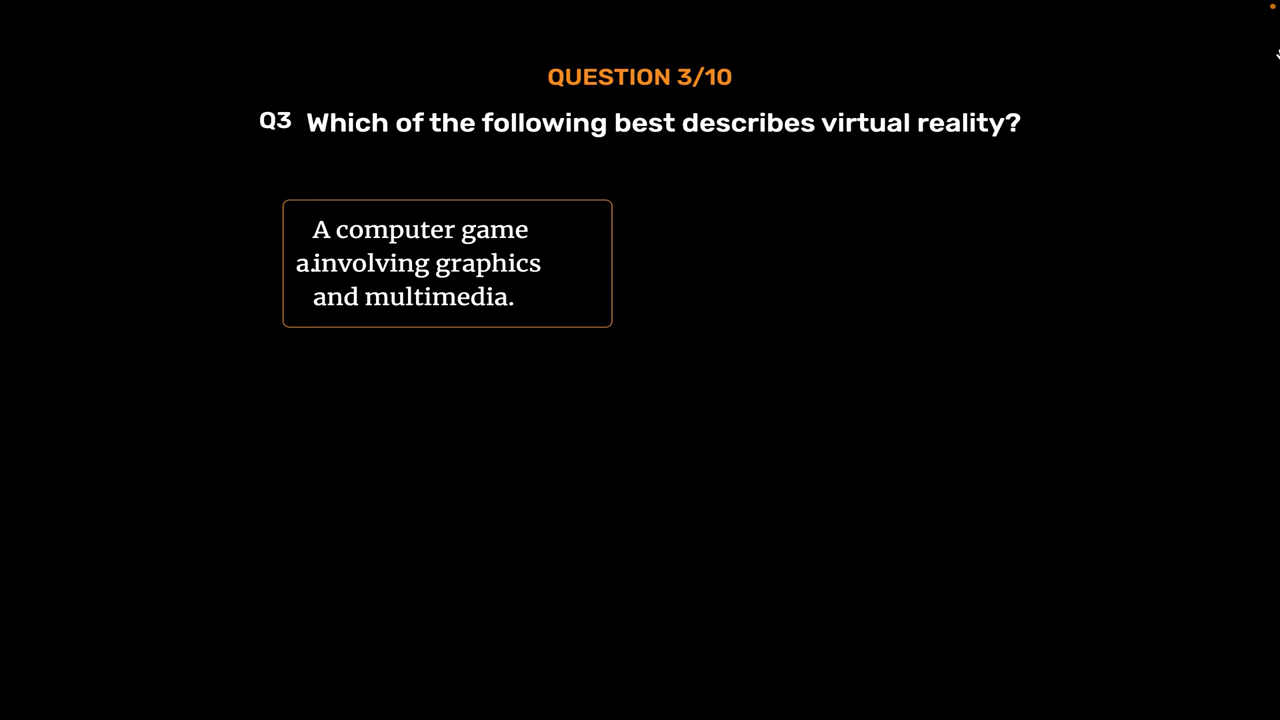 QUESTION 3/10
Q3 Which of the following best describes virtual reality?
A computer game
a.involving graphics
and multimedia.